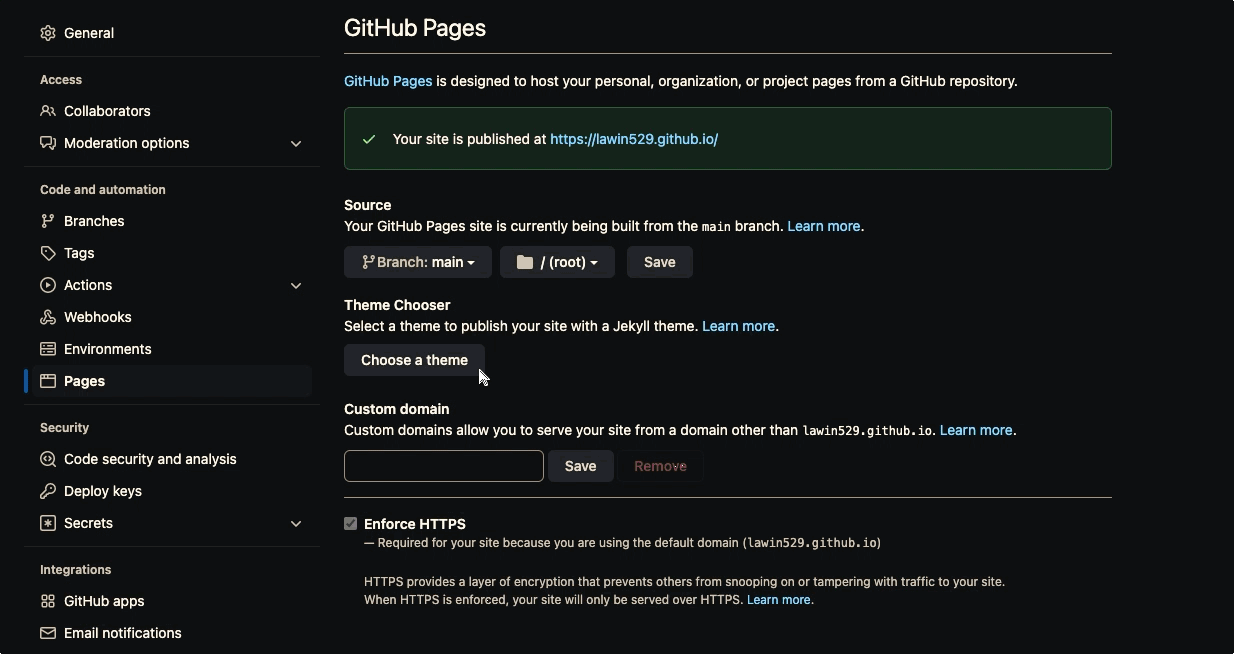 General
Access
Collaborators
Moderation options
Code and automation
Branches
Tags
Actions
Webhooks
Environments
Pages
Security
Code security and analysis
Deploy keys
Secrets
Integrations
GitHub apps
Email notifications
GitHub Pages
GitHub Pages is designed to host your personal, organization, or project pages from a GitHub repository.
Your site is published at https://lawin529.github.io/
Source
Your GitHub Pages site is currently being built from the main branch. Learn more.
Branch: main / (root) Save
Theme Chooser
Select a theme to publish your site with a Jekyll theme. Learn more.
Choose a theme
Custom domain
Custom domains allow you to serve your site from a domain other than lawin529.github.io. Learn more.
Save Remove
Enforce HTTPS
— Required for your site because you are using the default domain (lawin529.github.io)
HTTPS provides a layer of encryption that prevents others from snooping on or tampering with traffic to your site.
When HTTPS is enforced, your site will only be served over HTTPS. Learn more.